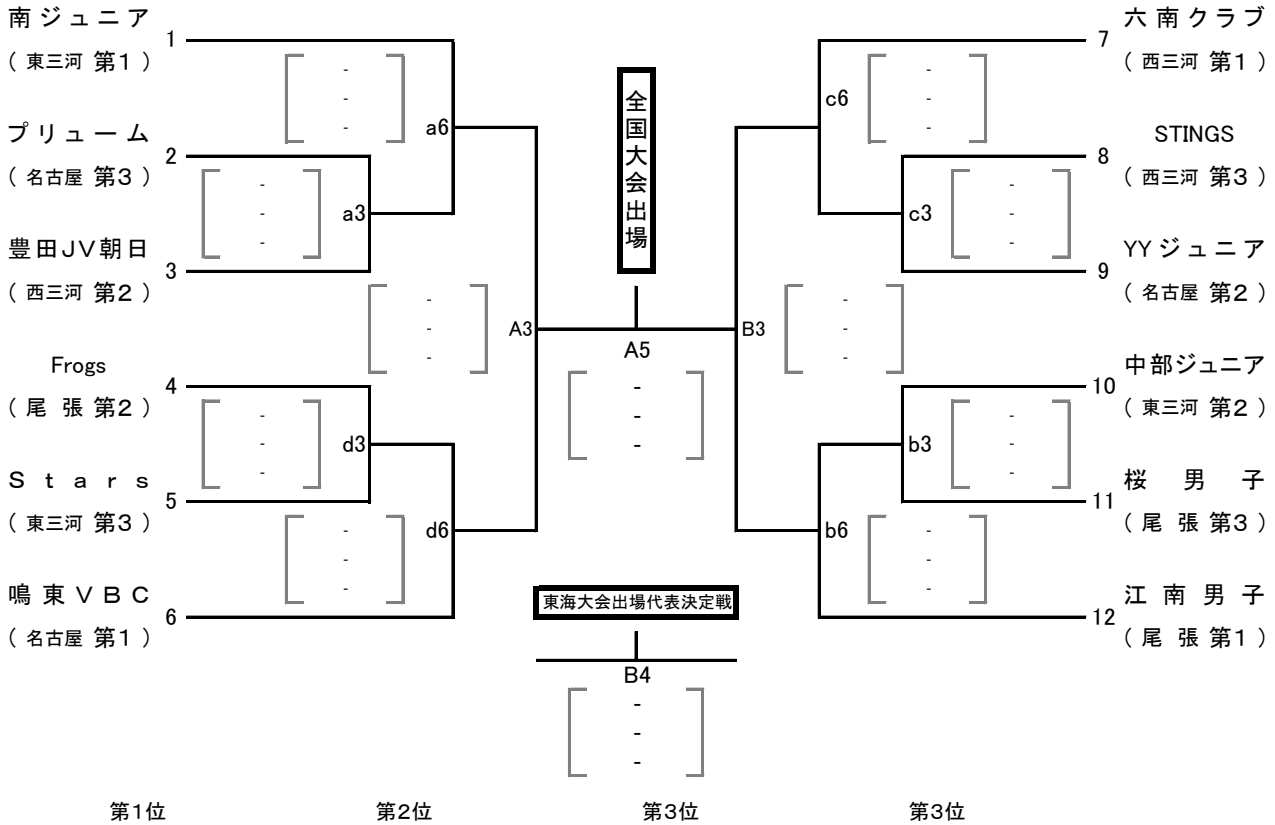 南ジュニア
1
( 東三河 第1 )
プリューム
2
( 名古屋 第3 )
豊田JV朝日
3
( 西三河 第2 )
Frogs
4
( 尾 張 第2 )
Stars
5
( 東三河 第3 )
鳴東VBC
6
( 名古屋 第1 )
-
-
-
a6
-
-
-
a3
-
-
-
A3
-
-
-
d3
-
-
-
d6
全国大会出場
A5
-
-
-
東海大会出場代表決定戦
B4
-
-
-
c6
-
-
-
c3
-
-
-
B3
-
-
-
b3
-
-
-
b6
-
-
-
六南クラブ
7
( 西三河 第1 )
STINGS
8
( 西三河 第3 )
YYジュニア
9
( 名古屋 第2 )
中部ジュニア
10
( 東三河 第2 )
桜男子
11
( 尾 張 第3 )
江南男子
12
( 尾 張 第1 )
第1位 第2位 第3位 第3位